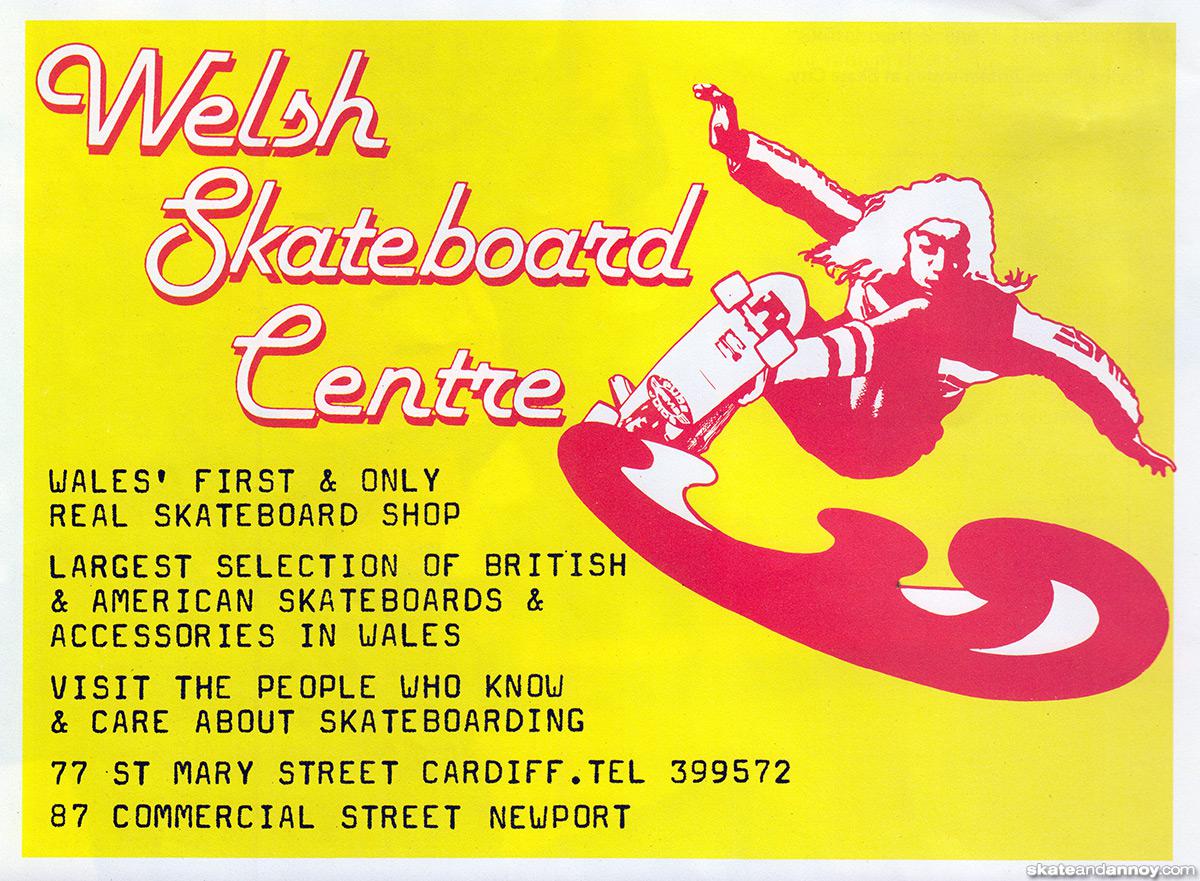 Welsh
Skateboard
Centre
WALES' FIRST & ONLY
REAL SKATEBOARD SHOP
LARGEST SELECTION OF BRITISH
& AMERICAN SKATEBOARDS &
ACCESSORIES IN WALES
VISIT THE PEOPLE WHO KNOW
& CARE ABOUT SKATEBOARDING
77 ST MARY STREET CARDIFF.TEL 399572
87 COMMERCIAL STREET NEWPORT
skateandannoy.com